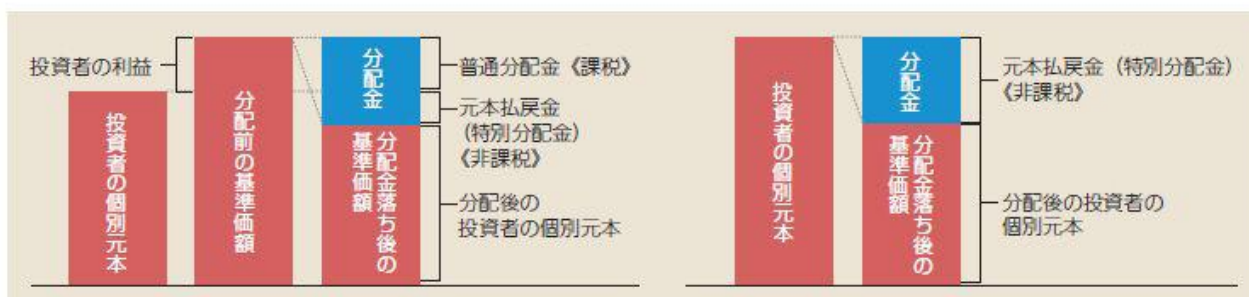 投資者の利益
投資者の個別元本
分配前の基準価額
分配金
分配金落ち後の
基準価額
普通分配金《課税》
元本払戻金
(特別分配金)
《非課税》
分配後の
投資者の個別元本
投資者の個別元本
分配金
分配金落ち後の
基準価額
元本払戻金(特別分配金)
《非課税》
分配後の投資者の
個別元本